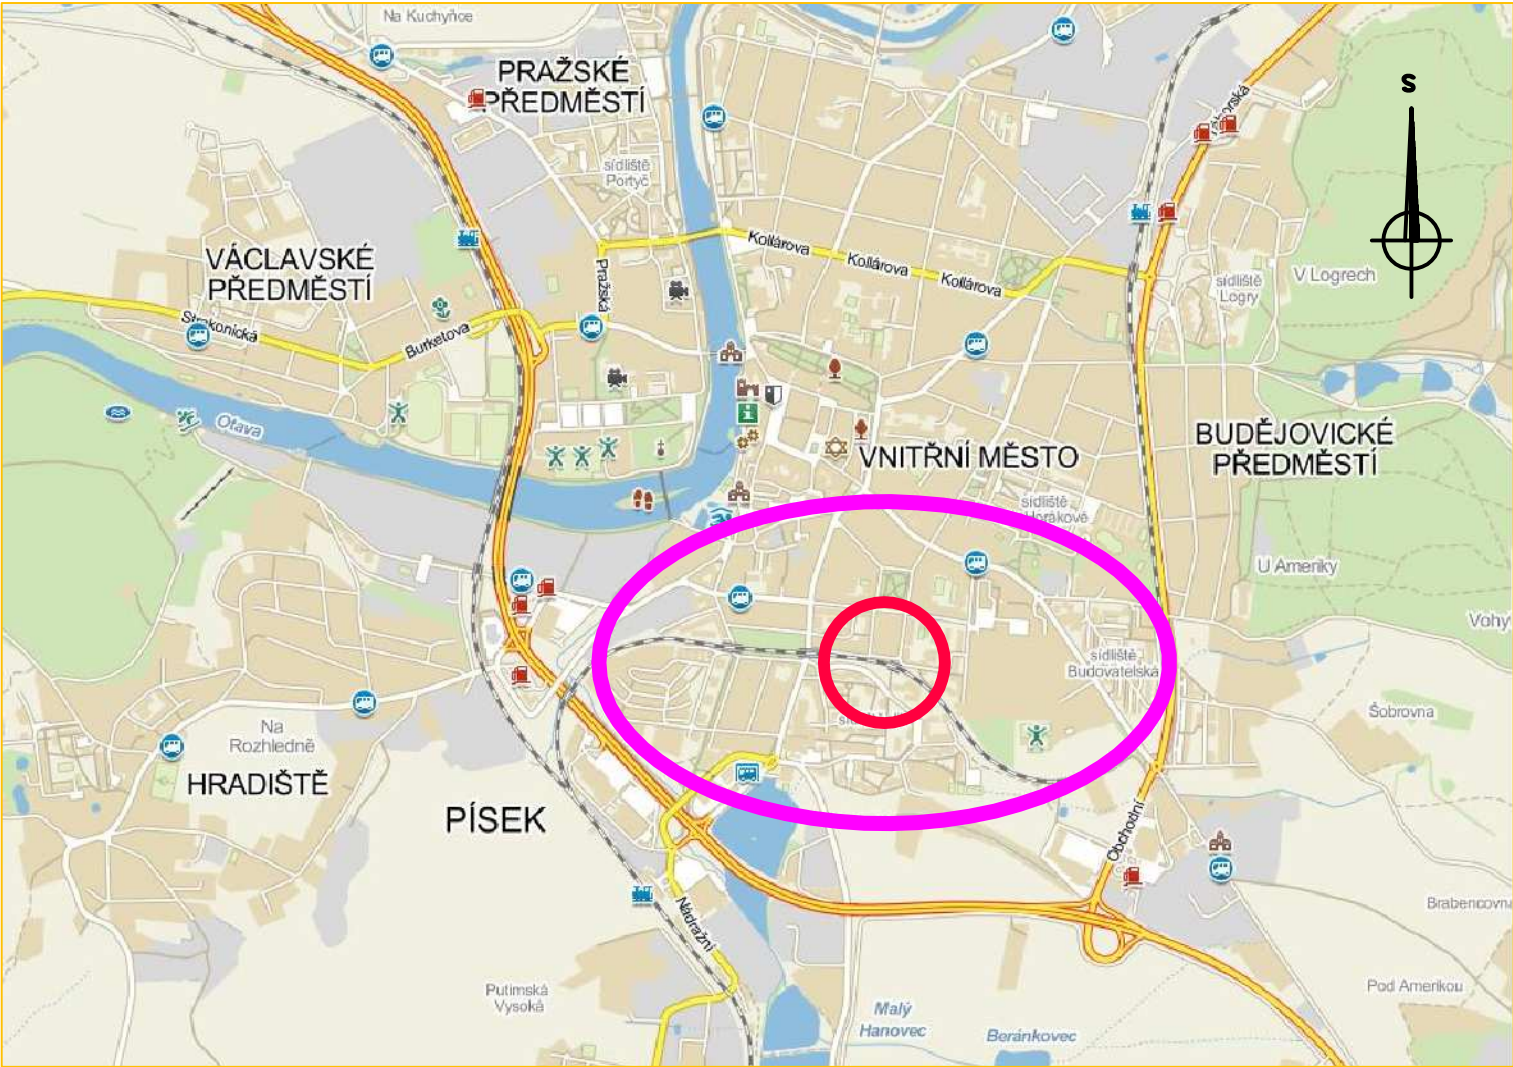 Na Kuchyňce
PRAŽSKÉ
PŘEDMĚSTÍ
S
sídliště
Portyč
Kollárova
Kollárova
Kollárova
Pražská
VÁCLAVSKÉ
PŘEDMĚSTÍ
V Logrech
sídliště
Logry
Strakonická
Burketova
Otava
VNITŘNÍ MĚSTO
BUDĚJOVICKÉ
PŘEDMĚSTÍ
sídliště
U Ameriky
sídliště
Budovatelská
Na
Rozhledně
HRADIŠTĚ
PÍSEK
Šobrovna
Obchodní
Nádražní
Putimská
Vysoká
Malý
Hanovec
Beránkovec
Brabencovna
Pod Amerikou